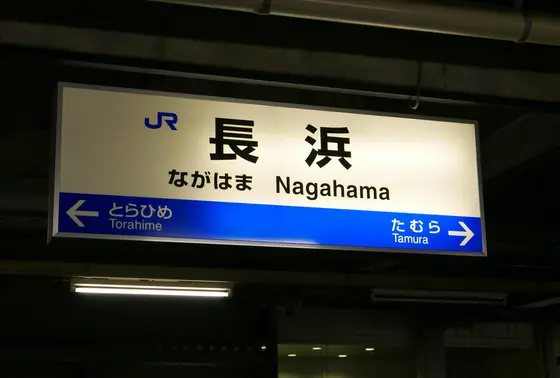 JR 長浜
ながはま Nagahama
← とらひめ たむら →
Torahime Tamura